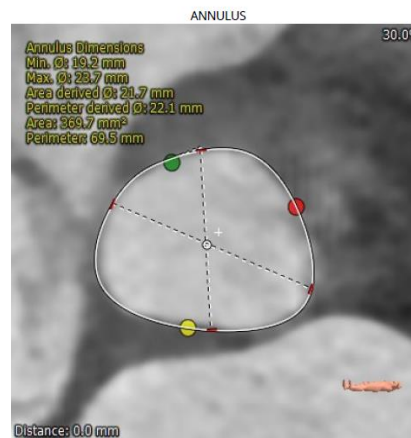 ANNULUS
30.0
Annulus Dimensions
Min. Ø: 19.2 mm
Max. Ø: 23.7 mm
Area derived Ø: 21.7 mm
Perimeter derived Ø: 22.1 mm
Area: 369.7 mm²
Perimeter: 69.5 mm
Distance: 0.0 mm